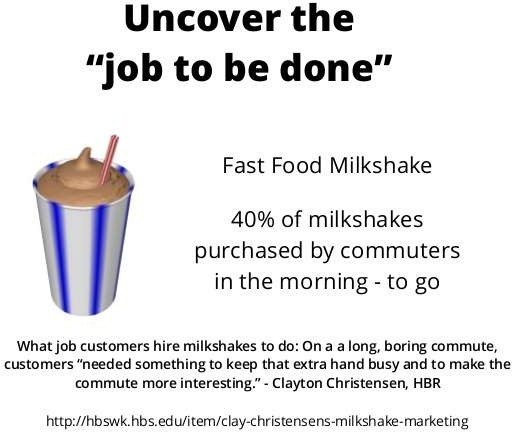 Uncover the
“job to be done”
Fast Food Milkshake
40% of milkshakes
purchased by commuters
in the morning - to go
What job customers hire milkshakes to do: On a a long, boring commute,
customers “needed something to keep that extra hand busy and to make the
commute more interesting.” - Clayton Christensen, HBR
http://hbswk.hbs.edu/item/clay-christensens-milkshake-marketing